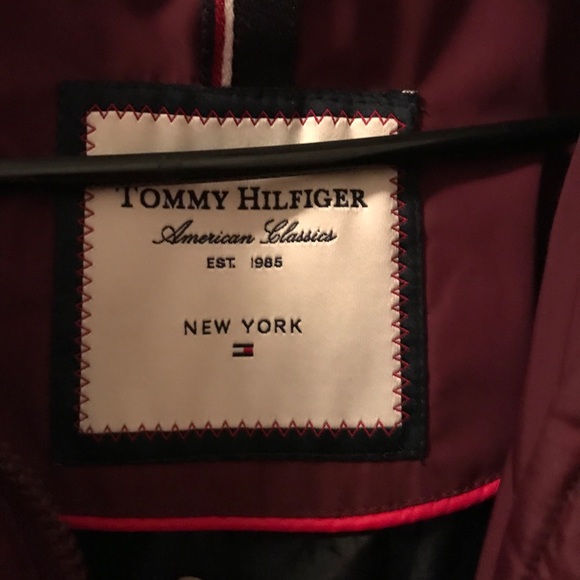 TOMMY HILFIGER
American Classics
EST. 1985
NEW YORK